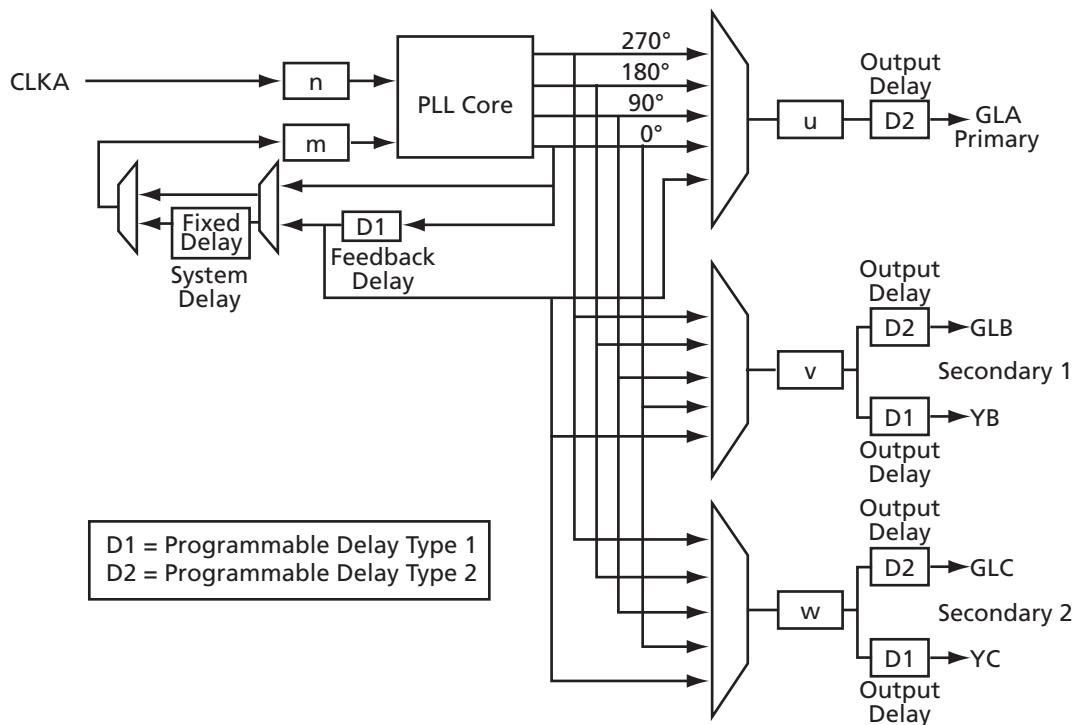 CLKA
n
m
PLL Core
270°
180°
90°
0°
u
Output
Delay
D2
GLA
Primary
Fixed
Delay
System
Delay
D1
Feedback
Delay
v
Output
Delay
D2
GLB
Secondary 1
D1
YB
Output
Delay
w
Output
Delay
D2
GLC
Secondary 2
D1
YC
Output
Delay
D1 = Programmable Delay Type 1
D2 = Programmable Delay Type 2